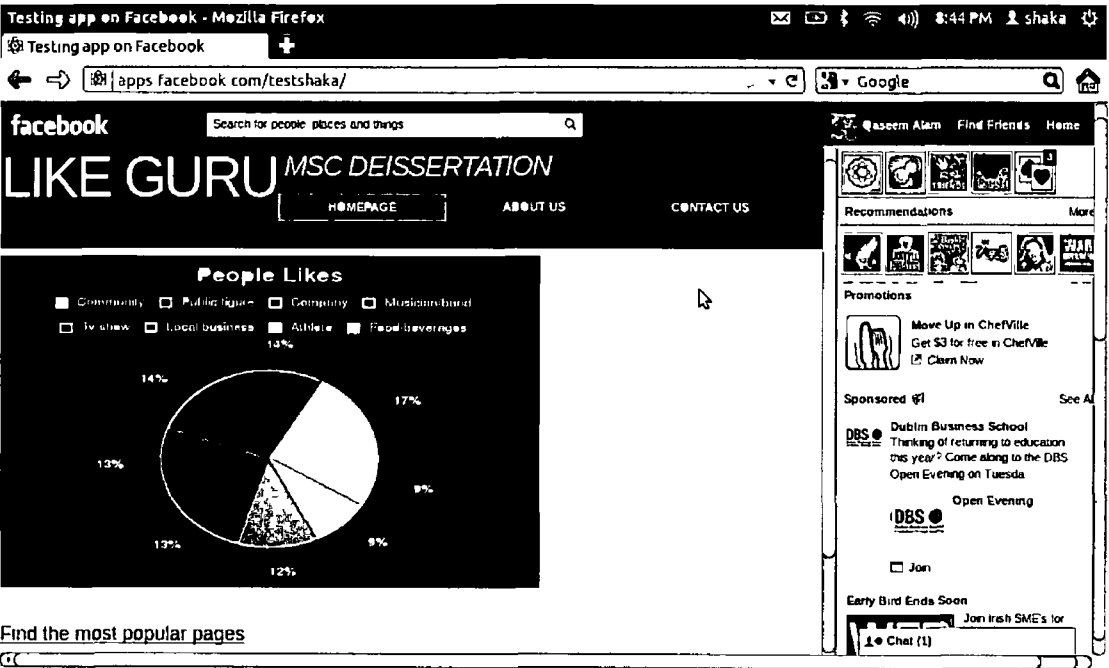 Testing app on Facebook - Mozilla Firefox
8:44 PM shaka
Testing app on Facebook
apps facebook com/testshaka/
Google
facebook
Search for people places and things
Qaseem Alam Find Friends Home
LIKE GURU MSC DEISSERTATION
HOMEPAGE ABOUT US CONTACT US
3
Recommendations More
People Likes
Community Public figure Company Musician/band
Tv show Local business Athlete Food-beverages
14%
14%
17%
13%
9%
13%
9%
12%
Find the most popular pages
Promotions
Move Up in ChefVille
Get $3 for free in ChefVille
Claim Now
Sponsored See Al
Dublin Business School
DBS
Thinking of returning to education
this year? Come along to the DBS
Open Evening on Tuesda
Open Evening
DBS
Join
Early Bird Ends Soon
Join Irish SME's for
Chat (1)